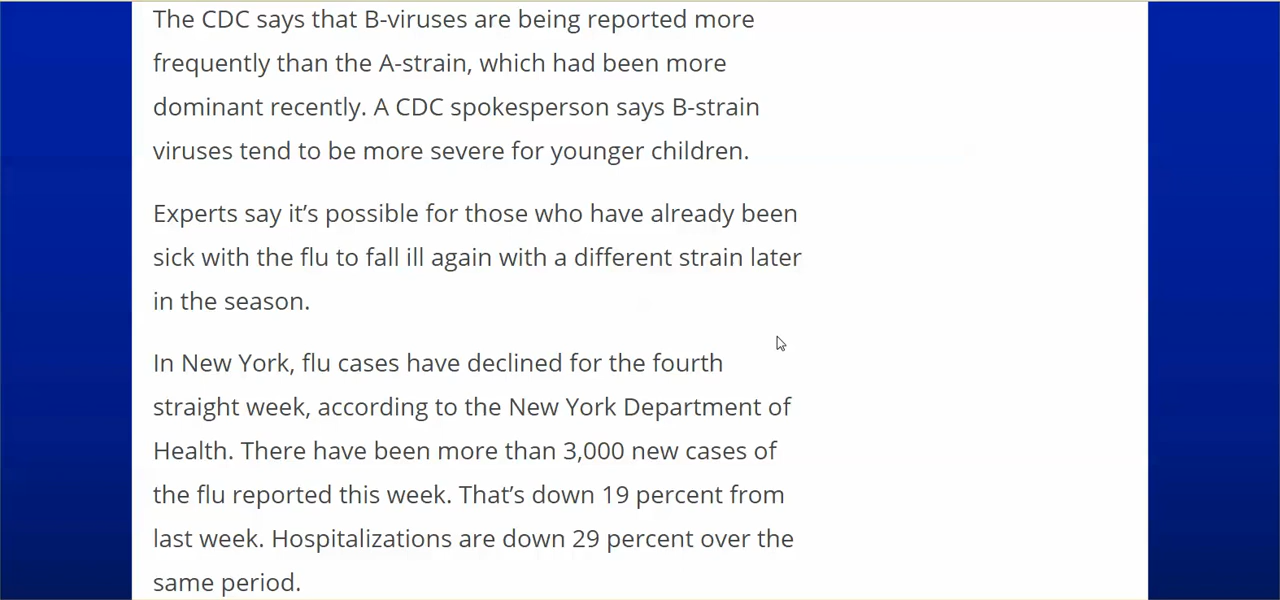 The CDC says that B-viruses are being reported more
frequently than the A-strain, which had been more
dominant recently. A CDC spokesperson says B-strain
viruses tend to be more severe for younger children.
Experts say it’s possible for those who have already been
sick with the flu to fall ill again with a different strain later
in the season.
In New York, flu cases have declined for the fourth
straight week, according to the New York Department of
Health. There have been more than 3,000 new cases of
the flu reported this week. That’s down 19 percent from
last week. Hospitalizations are down 29 percent over the
same period.